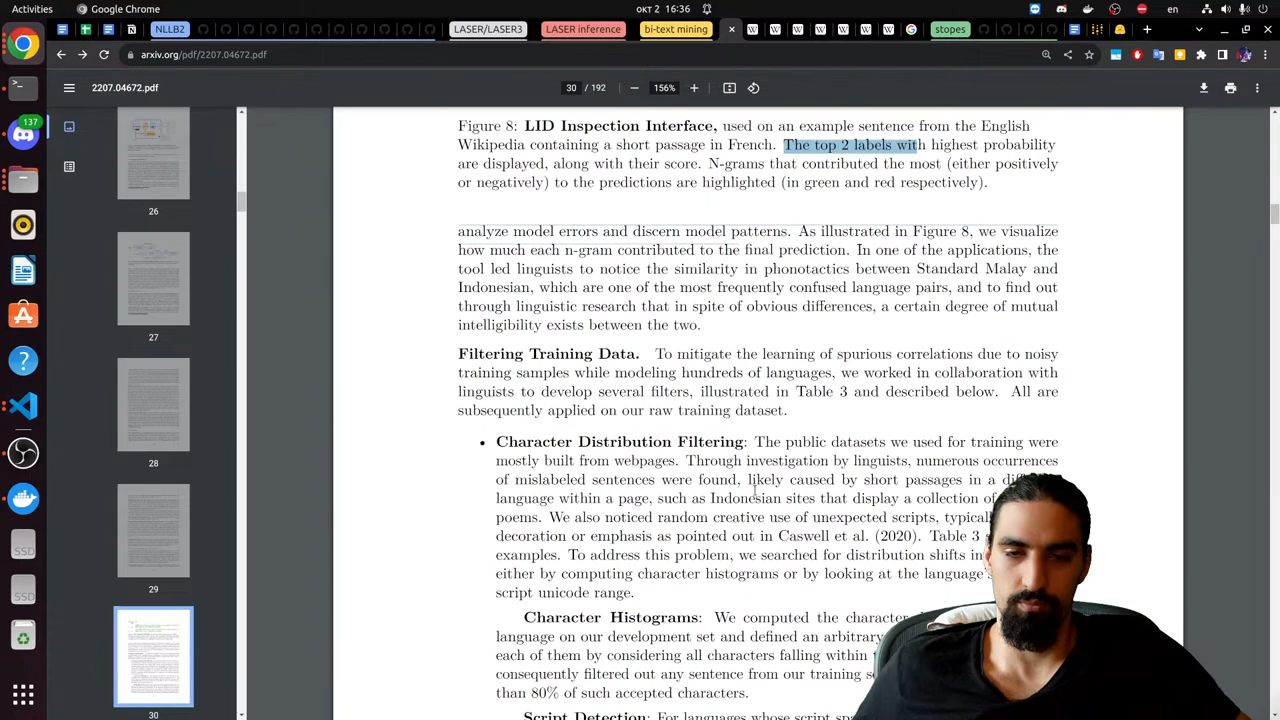 Activities
Google Chrome
окт 2 16:36
en
NLLB2
LASER/LASER3
LASER inference
bi-text mining
stopes
arxiv.org/pdf/2207.04672.pdf
2207.04672.pdf
30 / 192
156%
137
26
27
28
29
30
SSD
SSD
Figure 8: LID Inspection Interface, used on an example sentence from the English
Wikipedia containing a short passage in French. The top 2 labels with highest probability
are displayed, along with their score. N-grams that contributed the most (either positively
or negatively) to the predictions are highlighted (in green and red respectively).
analyze model errors and discern model patterns. As illustrated in Figure 8, we visualize
how much each n-gram contributed to the final prediction. In one of the applications, the
tool led linguists to notice the similarity in phonotactics between Standard Malay and
Indonesian, which are one of the most frequently confused language pairs, and to find out
through linguistic research that in spite of obvious differences, a certain degree of mutual
intelligibility exists between the two.
Filtering Training Data. To mitigate the learning of spurious correlations due to noisy
training samples while modeling hundreds of languages, we worked in collaboration with
linguists to develop several filters, illustrated in Table 3 and described below. All are
subsequently applied on our raw training dataset.
• Character Distribution Filtering: The public datasets we used for training were
mostly built from webpages. Through investigation by linguists, numerous occurrences
of mislabeled sentences were found, likely caused by short passages in a
language within a page, such as Indonesian sites that display a collection of
poems. We also noticed random creative use of unexpected scripts,
decoration or emphasis as pointed out in Caswell et al. (2020). Table 3
examples. To address this problem, we searched for distribution shifts in
either by computing character histograms or by looking at the language's
script unicode range.
Character Histograms. We computed the character
guage on our development set and defined an
of them by considering all characters falling
consequently filtered out any sentence from our training
than 80% of such accepted characters.
Script Detection: For languages whose script